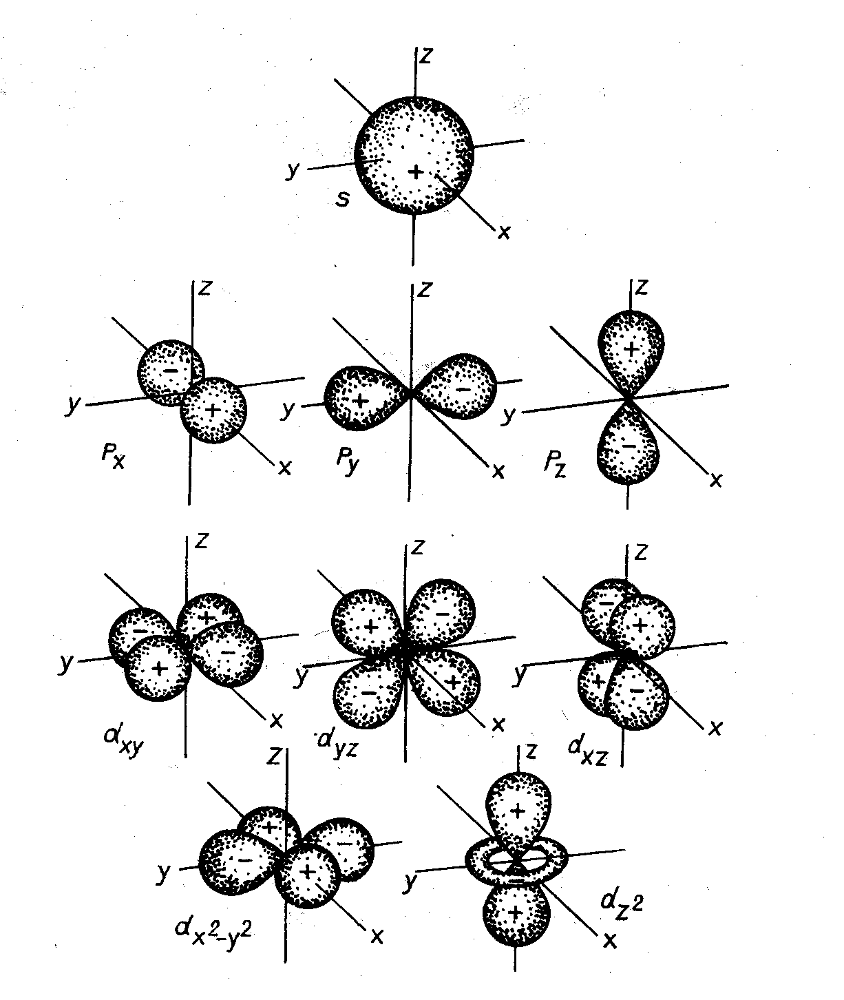 z
y
+
s
x
z z z
− + − +
y + y y
Px Py Pz −
x x x
z z z
− + + − − +
y + − y − + y + −
x x x
dxy dyz dxz
z z
+ +
y − − y
+ −
dx²−y² + dz²
x x